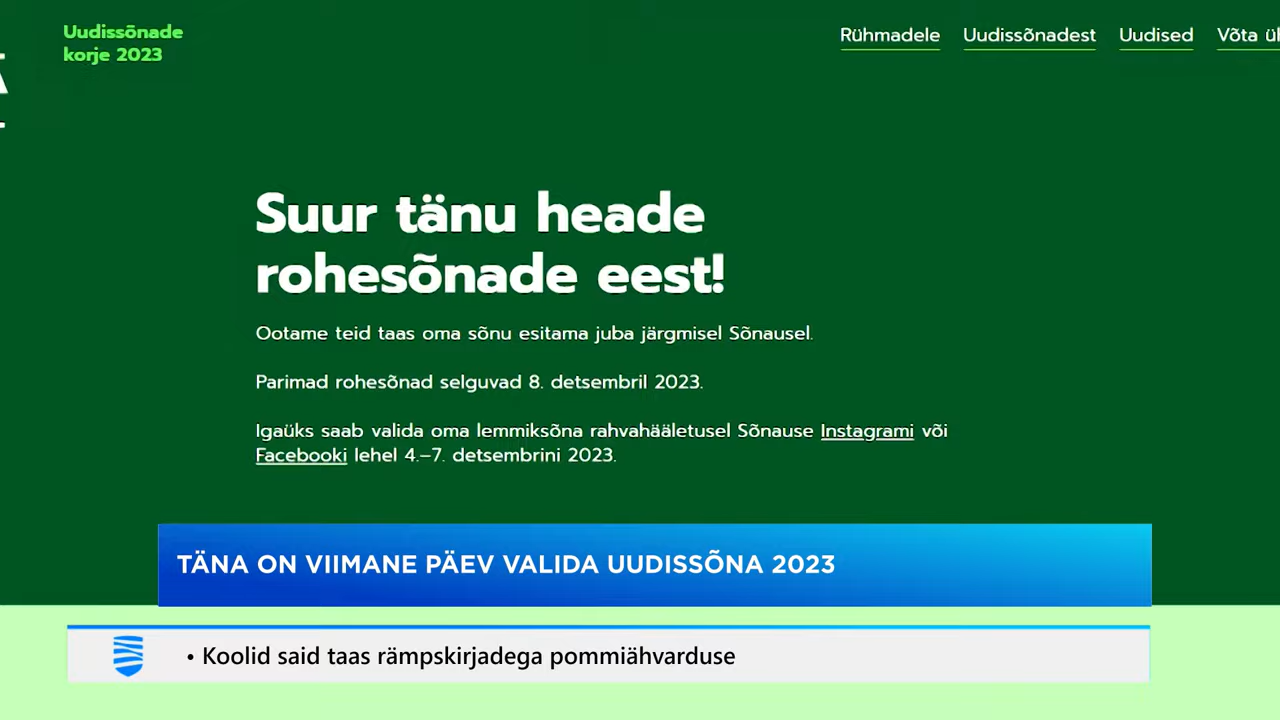 Uudissõnade
korje 2023
Rühmadele Uudissõnadest Uudised Võta
Suur tänu heade
rohesõnade eest!
Ootame teid taas oma sõnu esitama juba järgmisel Sõnausel.
Parimad rohesõnad selguvad 8. detsembril 2023.
Igaüks saab valida oma lemmiksõna rahvahääletusel Sõnause Instagrami või
Facebooki lehel 4.–7. detsembrini 2023.
TÄNA ON VIIMANE PÄEV VALIDA UUDISSÕNA 2023
• Koolid said taas rämpskirjadega pommiähvarduse